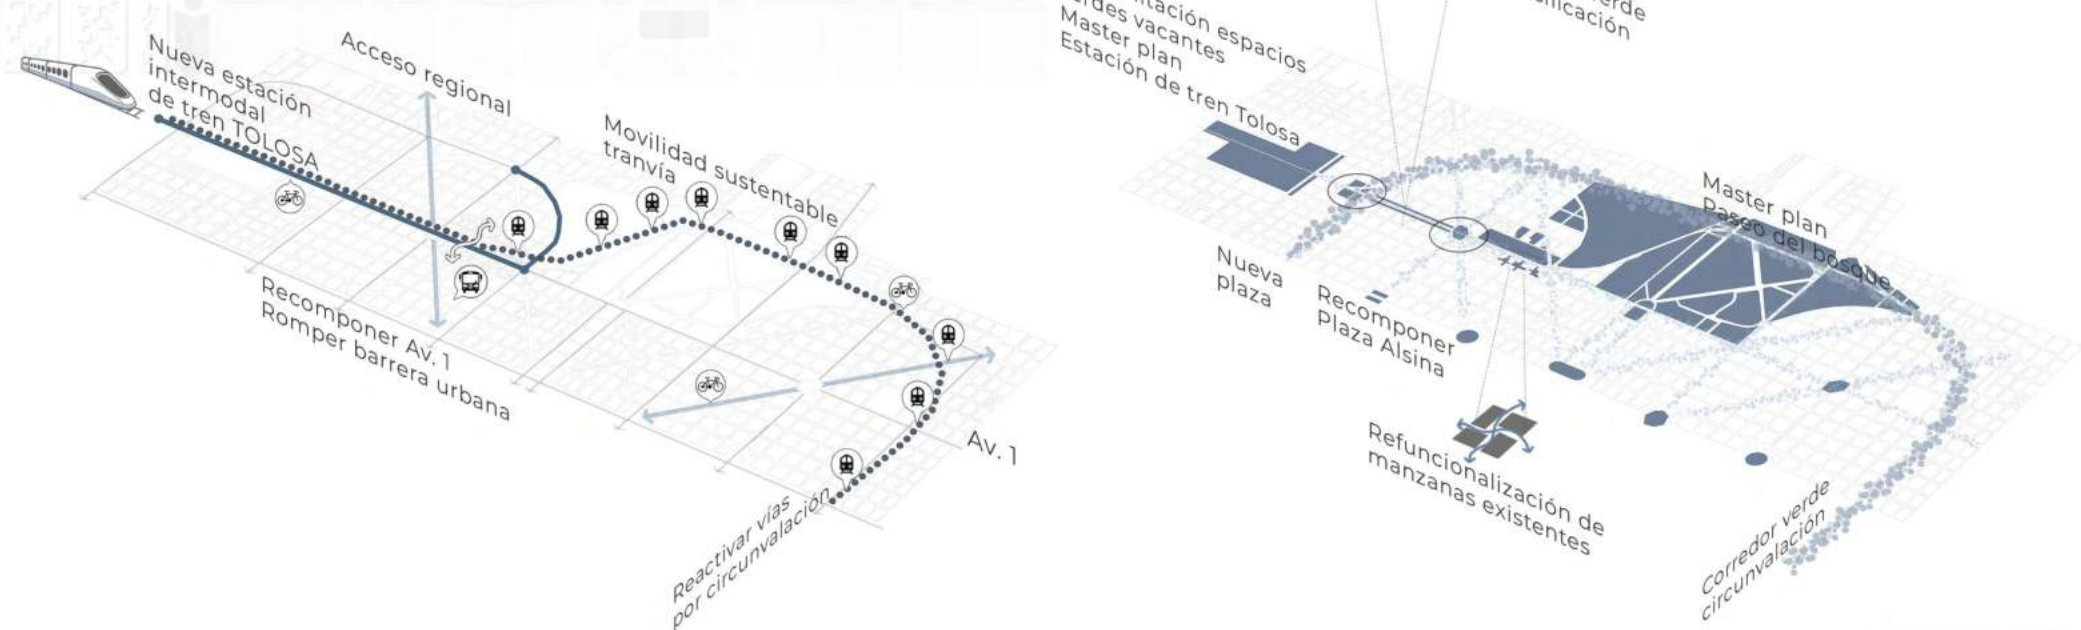 Nueva estación
intermodal
de tren TOLOSA
Acceso regional
Movilidad sustentable
tranvía
Recomponer Av. 1
Romper barrera urbana
Av. 1
Reactivar vías
por circunvalación
espacios
vacantes
Master plan
Estación de tren Tolosa
Master plan
Paseo del bosque
Nueva
plaza
Recomponer
Plaza Alsina
Refuncionalización de
manzanas existentes
Corredor verde
circunvalación